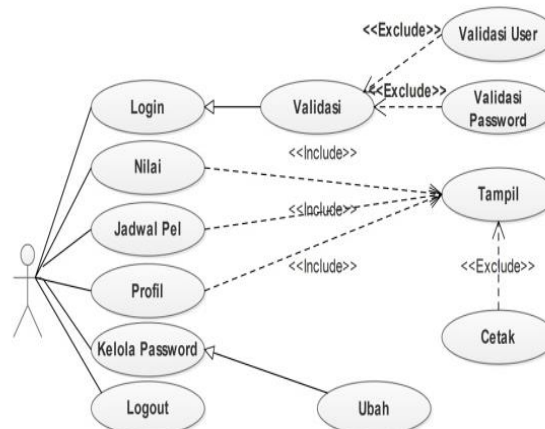 <<Exclude>>
Validasi User
<<Exclude>>
Login
Validasi
Validasi
Password
Nilai
<<Include>>
Tampil
Jadwal Pel
<<Include>>
Profil
<<Include>>
<<Exclude>>
Kelola Password
Cetak
Logout
Ubah